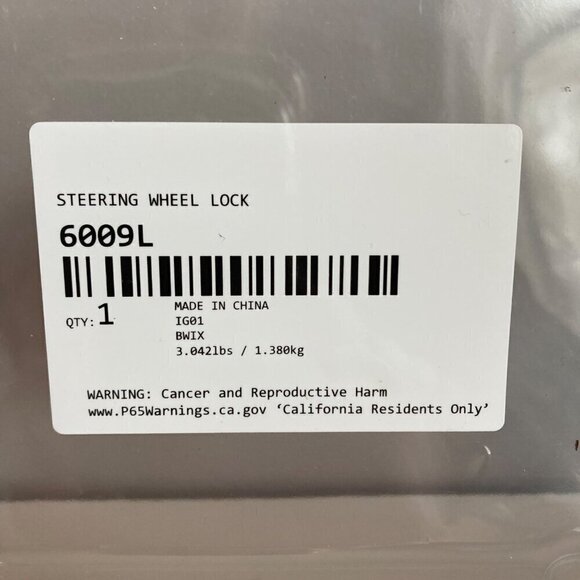 STEERING WHEEL LOCK
6009L
QTY: 1
MADE IN CHINA
IG01
BWIX
3.042lbs / 1.380kg
WARNING: Cancer and Reproductive Harm
www.P65Warnings.ca.gov ‘California Residents Only’